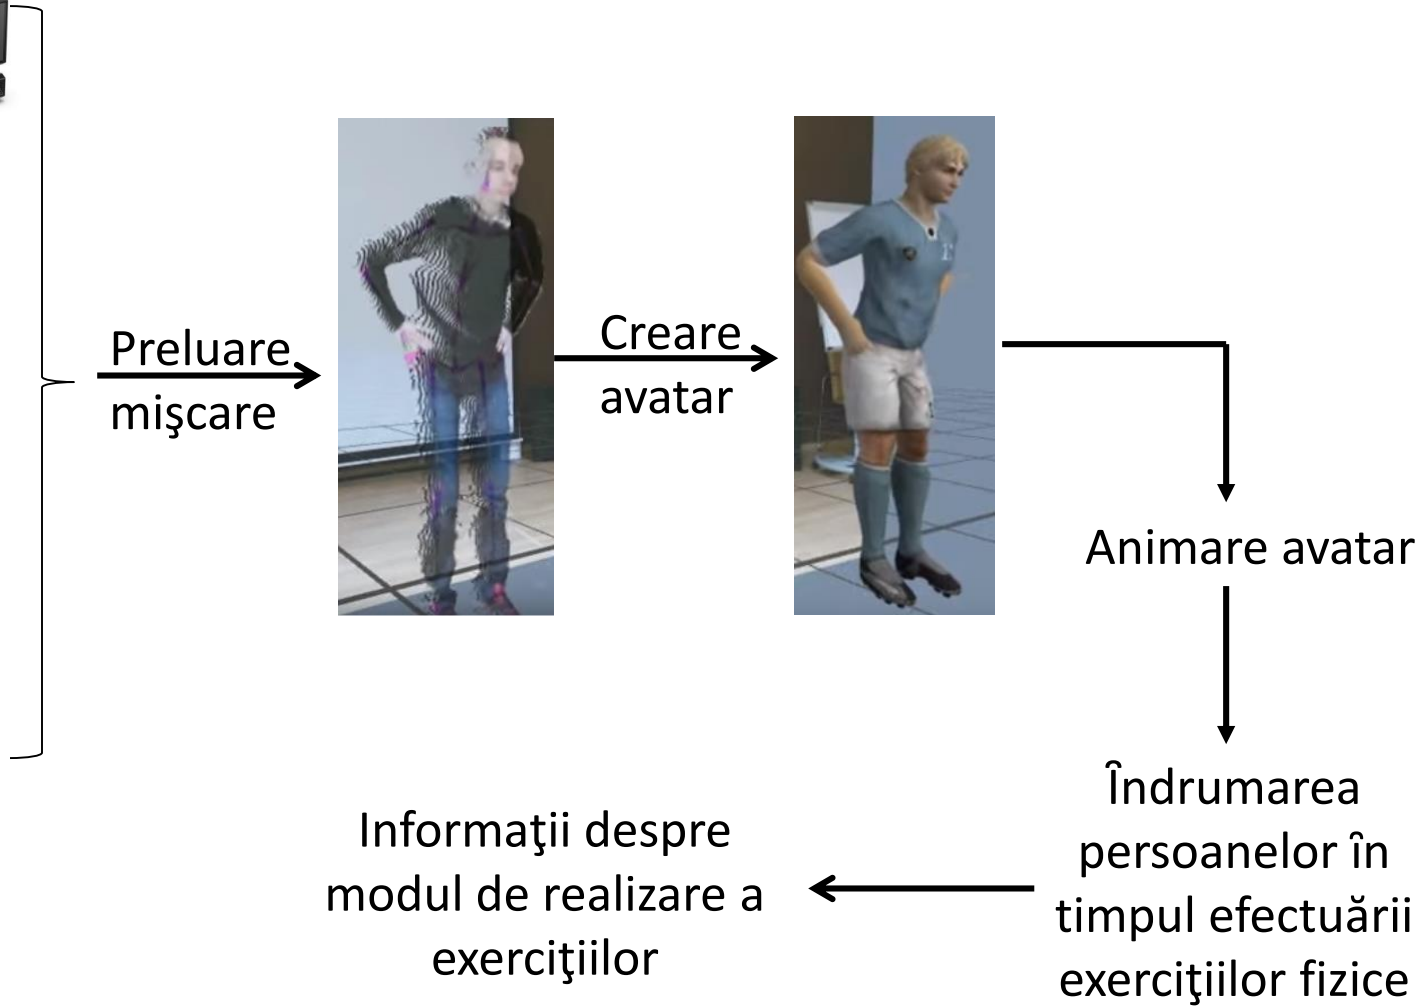 Preluare
mişcare
Creare
avatar
Animare avatar
Îndrumarea
persoanelor în
timpul efectuării
exerciţiilor fizice
Informaţii despre
modul de realizare a
exerciţiilor